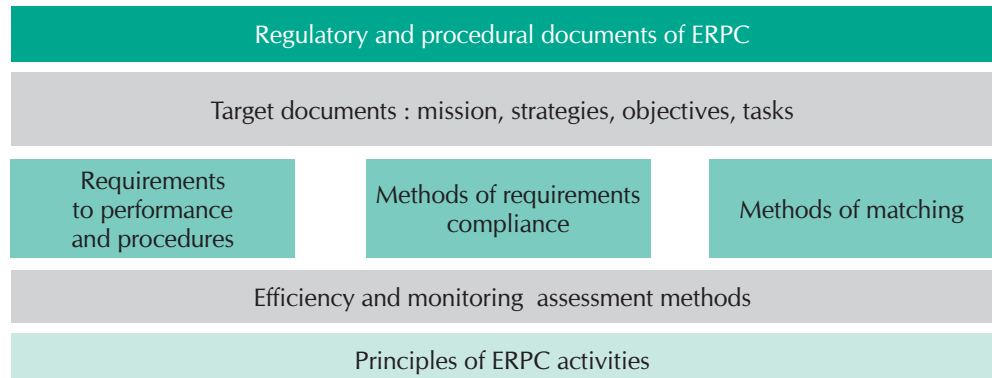 Regulatory and procedural documents of ERPC
Target documents : mission, strategies, objectives, tasks
Requirements
to performance
and procedures
Methods of requirements
compliance
Methods of matching
Efficiency and monitoring  assessment methods
Principles of ERPC activities